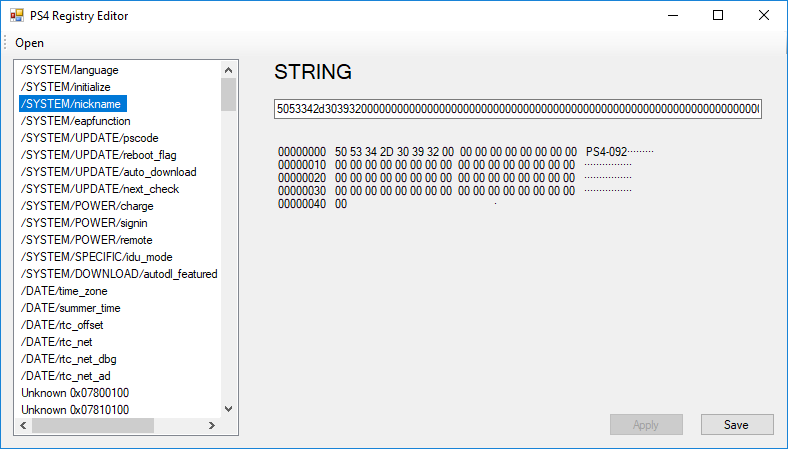 PS4 Registry Editor
Open
/SYSTEM/language
/SYSTEM/initialize
/SYSTEM/nickname
/SYSTEM/eapfunction
/SYSTEM/UPDATE/pscode
/SYSTEM/UPDATE/reboot_flag
/SYSTEM/UPDATE/auto_download
/SYSTEM/UPDATE/next_check
/SYSTEM/POWER/charge
/SYSTEM/POWER/signin
/SYSTEM/POWER/remote
/SYSTEM/SPECIFIC/idu_mode
/SYSTEM/DOWNLOAD/autodl_featured
/DATE/time_zone
/DATE/summer_time
/DATE/rtc_offset
/DATE/rtc_net
/DATE/rtc_net_dbg
/DATE/rtc_net_ad
Unknown 0x07800100
Unknown 0x07810100
STRING
5053342d3039320000000000000000000000000000000000000000000000000000000000000000000000
00000000 50 53 34 2D 30 39 32 00 00 00 00 00 00 00 00 00 PS4-092·········
00000010 00 00 00 00 00 00 00 00 00 00 00 00 00 00 00 00 ················
00000020 00 00 00 00 00 00 00 00 00 00 00 00 00 00 00 00 ················
00000030 00 00 00 00 00 00 00 00 00 00 00 00 00 00 00 00 ················
00000040 00 ·
Apply
Save